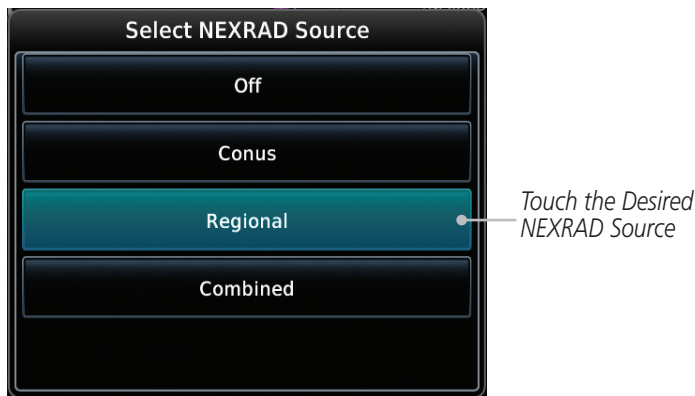 Select NEXRAD Source
Off
Conus
Regional
Touch the Desired
NEXRAD Source
Combined